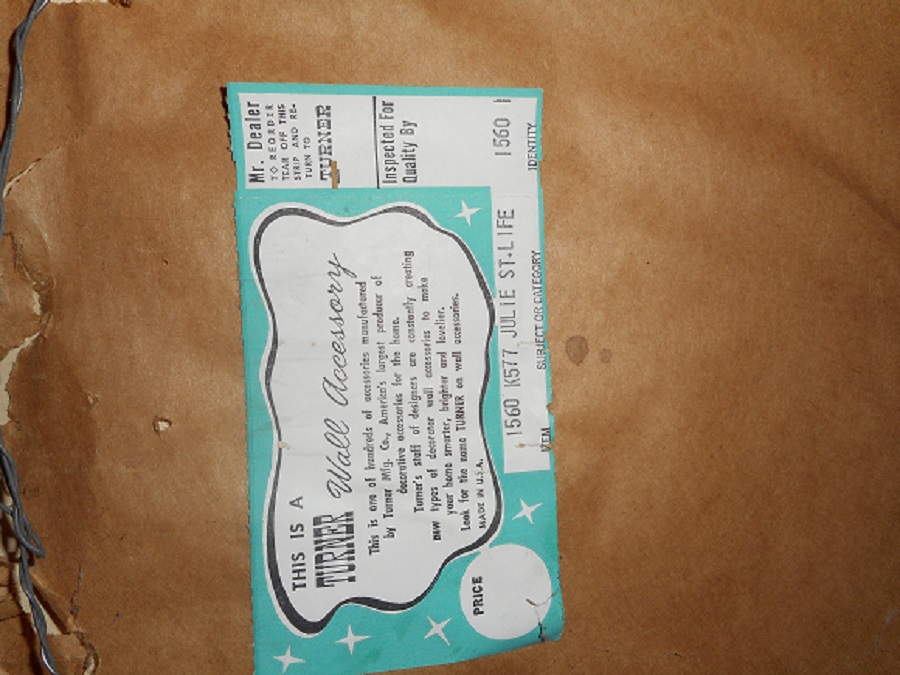 Mr. Dealer
TO REORDER
TEAR OFF THIS
STRIP AND RE-
TURN TO
TURNER
Inspected For
Quality By
1560 I
IDENTITY
THIS IS A
TURNER Wall Accessory
This is one of hundreds of accessories manufactured
by Turner Mfg. Co., America's largest producer of
decorative accessories for the home.
Turner's staff of designers are constantly creating
new types of decorator wall accessories to make
your home smarter, brighter and lovelier.
Look for the name TURNER on wall accessories.
MADE IN U.S.A.
1560 K577 JULIE ST.LIFE
ITEM SUBJECT OR CATEGORY
PRICE